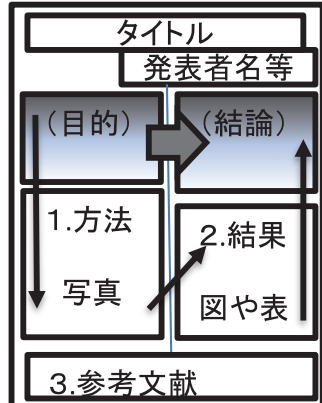 タイトル
発表者名等
(目的)
(結論)
1.方法
写真
2.結果
図や表
3.参考文献